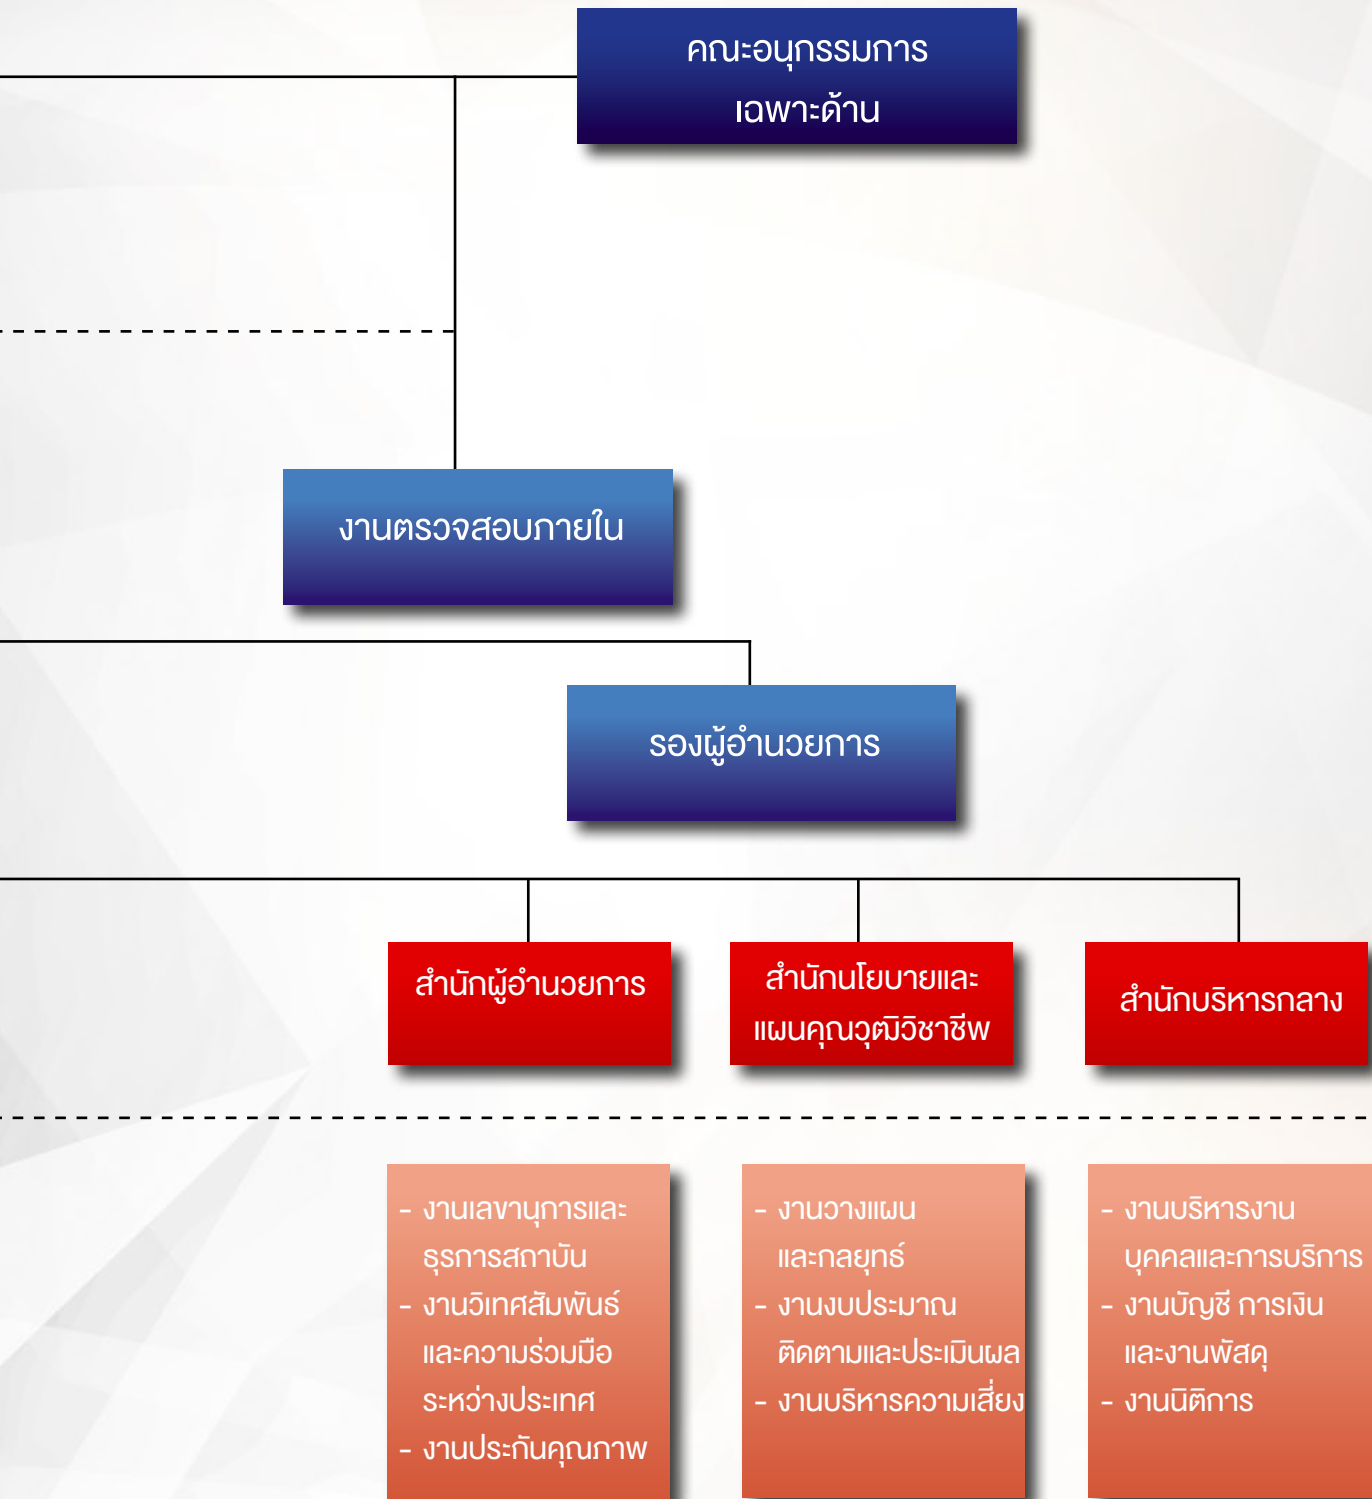 คณะอนุกรรมการ
เฉพาะด้าน
งานตรวจสอบภายใน
รองผู้อำนวยการ
สำนักผู้อำนวยการ
สำนักนโยบายและ
แผนคุณวุฒิวิชาชีพ
สำนักบริหารกลาง
- งานเลขานุการและ
ธุรการสถาบัน
- งานวิเทศสัมพันธ์
และความร่วมมือ
ระหว่างประเทศ
- งานประกันคุณภาพ
- งานวางแผน
และกลยุทธ์
- งานงบประมาณ
ติดตามและประเมินผล
- งานบริหารความเสี่ยง
- งานบริหารงาน
บุคคลและการบริการ
- งานบัญชี การเงิน
และงานพัสดุ
- งานนิติการ